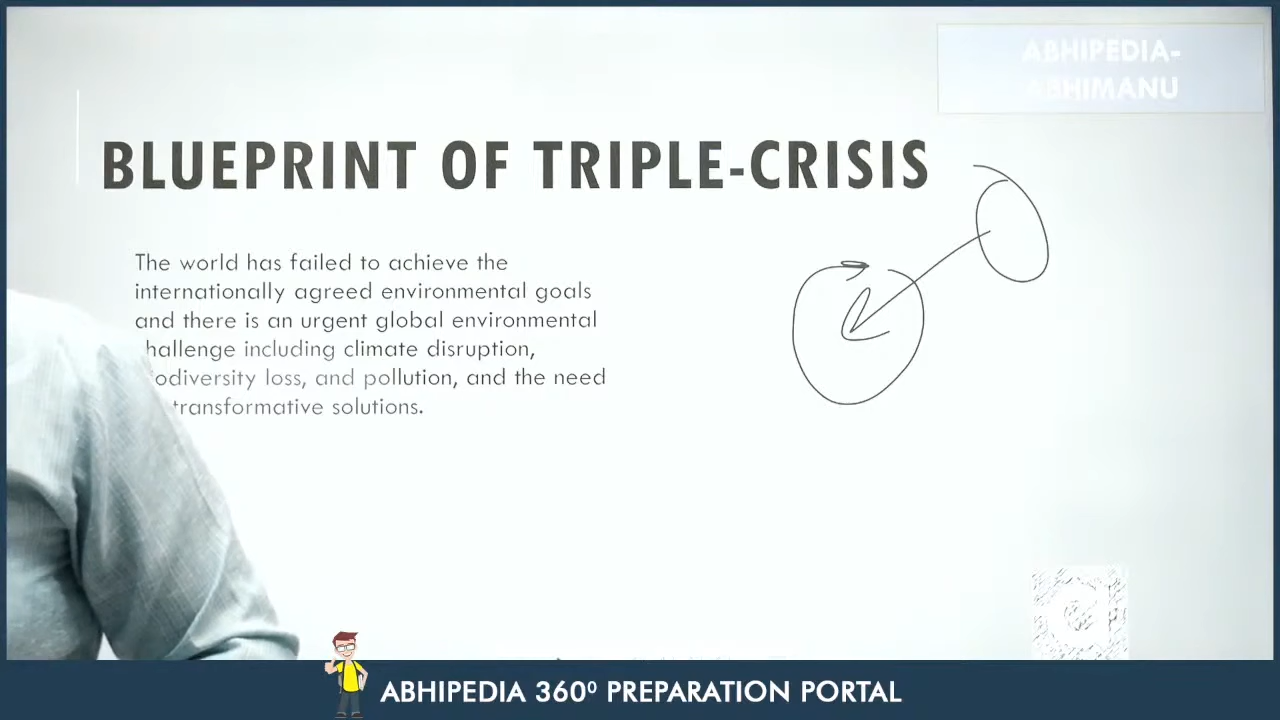 ABHIPEDIA-
ABHIMANU
BLUEPRINT OF TRIPLE-CRISIS
The world has failed to achieve the
internationally agreed environmental goals
and there is an urgent global environmental
hallenge including climate disruption,
odiversity loss, and pollution, and the need
transformative solutions.
ABHIPEDIA 360⁰ PREPARATION PORTAL